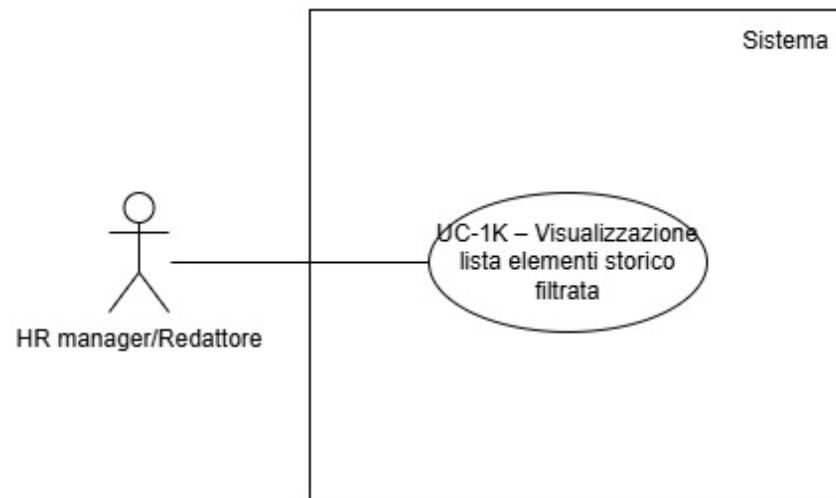 Sistema
UC-1K – Visualizzazione
lista elementi storico
filtrata
HR manager/Redattore